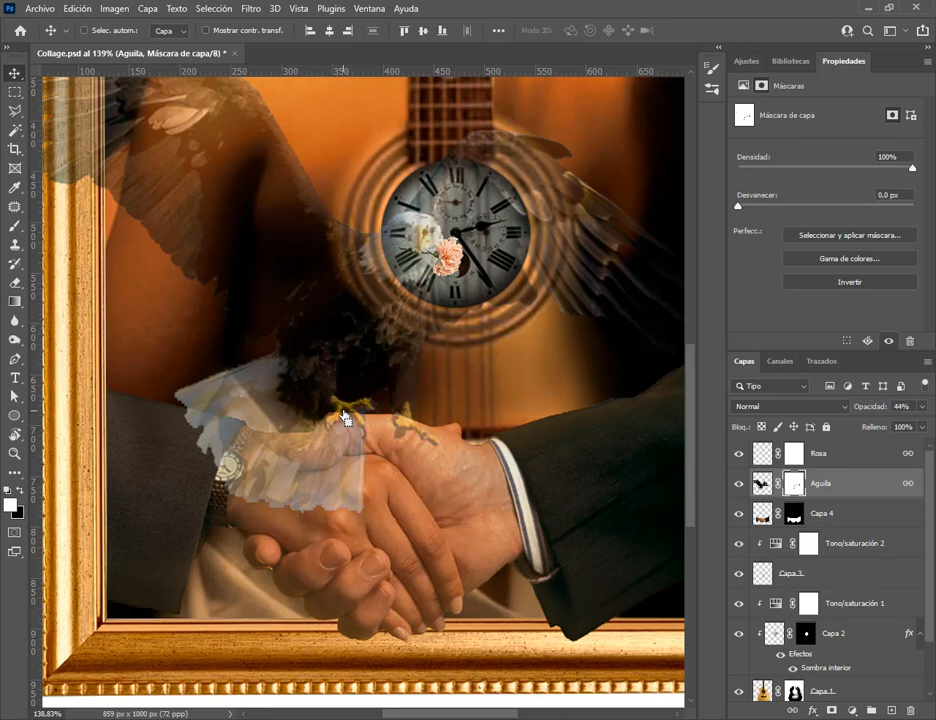 Ps Archivo Edición Imagen Capa Texto Selección Filtro 3D Vista Plugins Ventana Ayuda
Selec. autom.: Capa Mostrar contr. transf. Modo 3D:
Collage.psd al 139% (Aguila, Máscara de capa/8) *
100 150 200 250 300 350 400 450 500 550 600 650
Ajustes Bibliotecas Propiedades
Máscaras
Máscara de capa
Densidad: 100%
Desvanecer: 0,0 px
Perfecc.: Seleccionar y aplicar máscara...
Gama de colores...
Invertir
Capas Canales Trazados
Tipo
Normal Opacidad: 44%
Bloq.: Relleno: 100%
Rosa
Aguila
Capa 4
Tono/saturación 2
Capa 3
Tono/saturación 1
Capa 2 fx
Efectos
Sombra interior
Capa 1
138,83% 859 px x 1000 px (72 ppp)